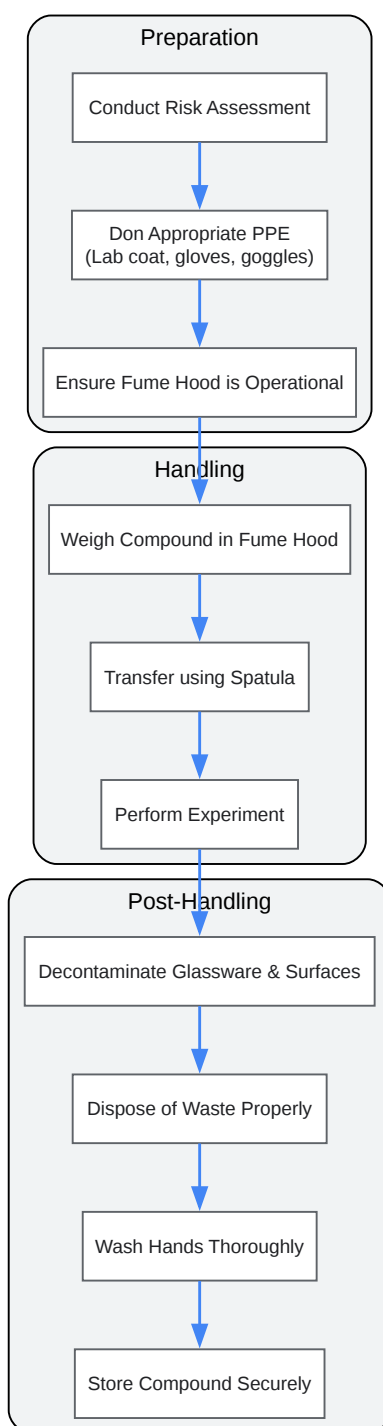 Preparation
Conduct Risk Assessment
Don Appropriate PPE
(Lab coat, gloves, goggles)
Ensure Fume Hood is Operational
Handling
Weigh Compound in Fume Hood
Transfer using Spatula
Perform Experiment
Post-Handling
Decontaminate Glassware & Surfaces
Dispose of Waste Properly
Wash Hands Thoroughly
Store Compound Securely